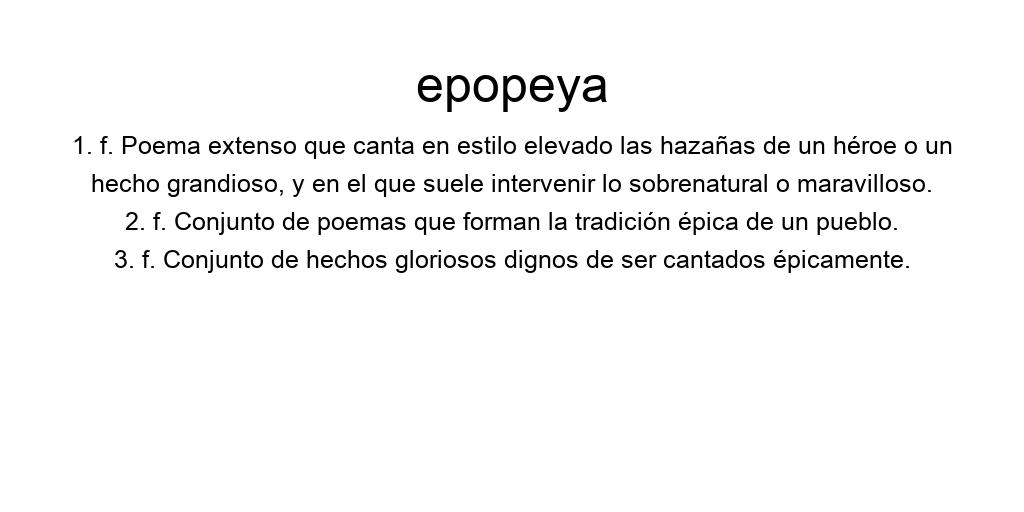 epopeya
1. f. Poema extenso que canta en estilo elevado las hazañas de un héroe o un
hecho grandioso, y en el que suele intervenir lo sobrenatural o maravilloso.
2. f. Conjunto de poemas que forman la tradición épica de un pueblo.
3. f. Conjunto de hechos gloriosos dignos de ser cantados épicamente.